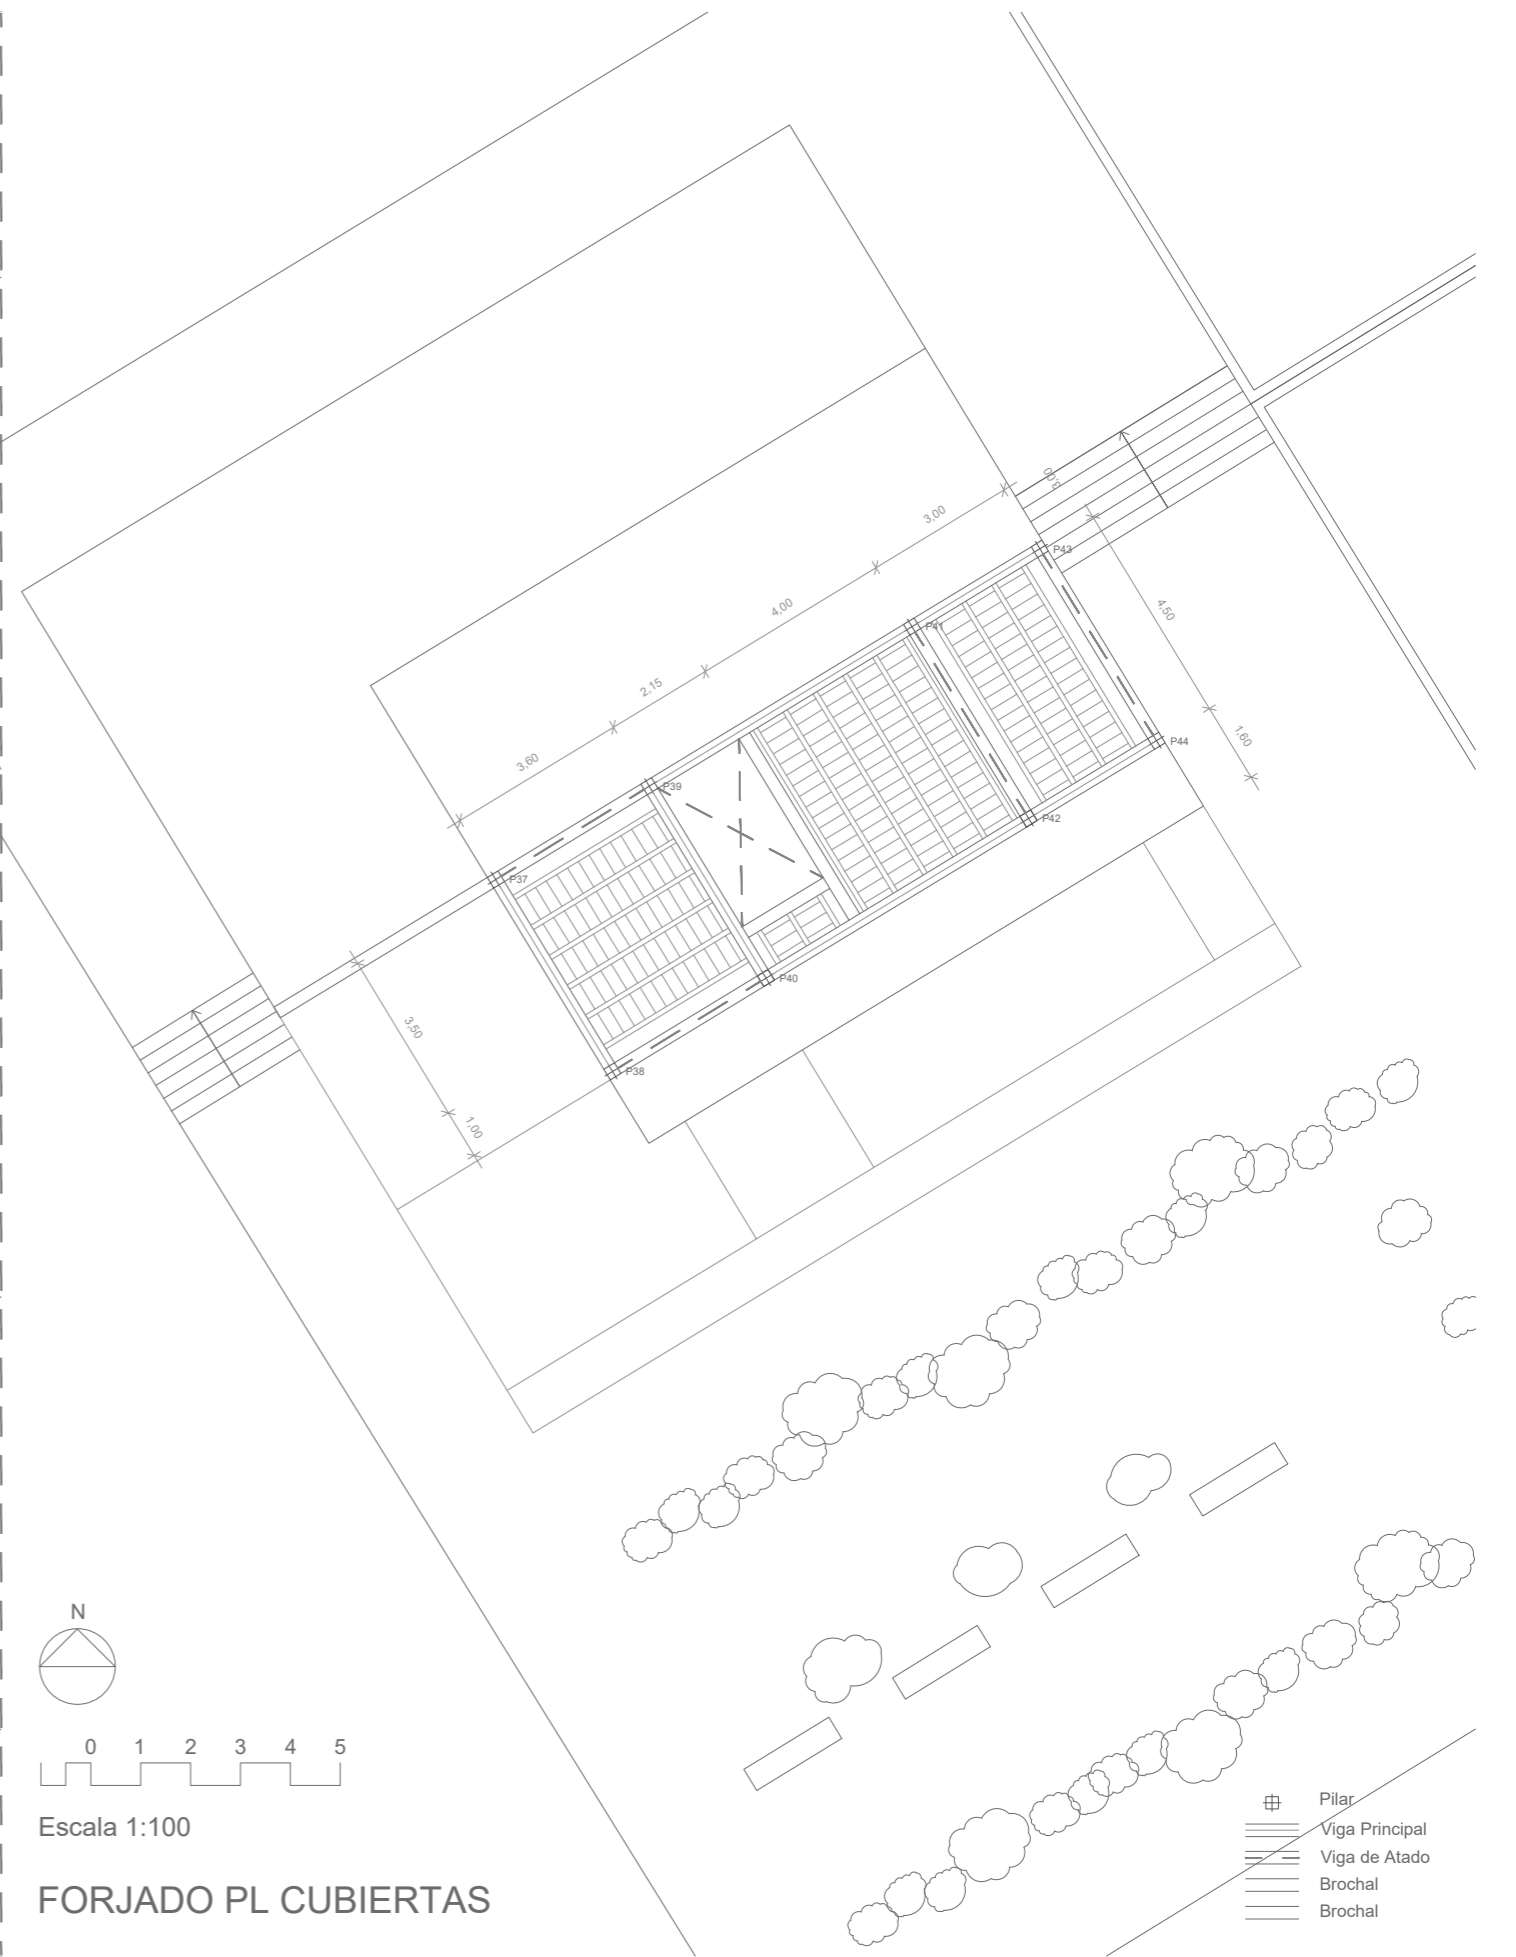 3,00
3,00
P43
4,50
4,00
P41
2,15
1,60
P44
3,60
P39
P42
P37
P40
3,50
P38
1,00
N
0 1 2 3 4 5
Escala 1:100
FORJADO PL CUBIERTAS
Pilar
Viga Principal
Viga de Atado
Brochal
Brochal